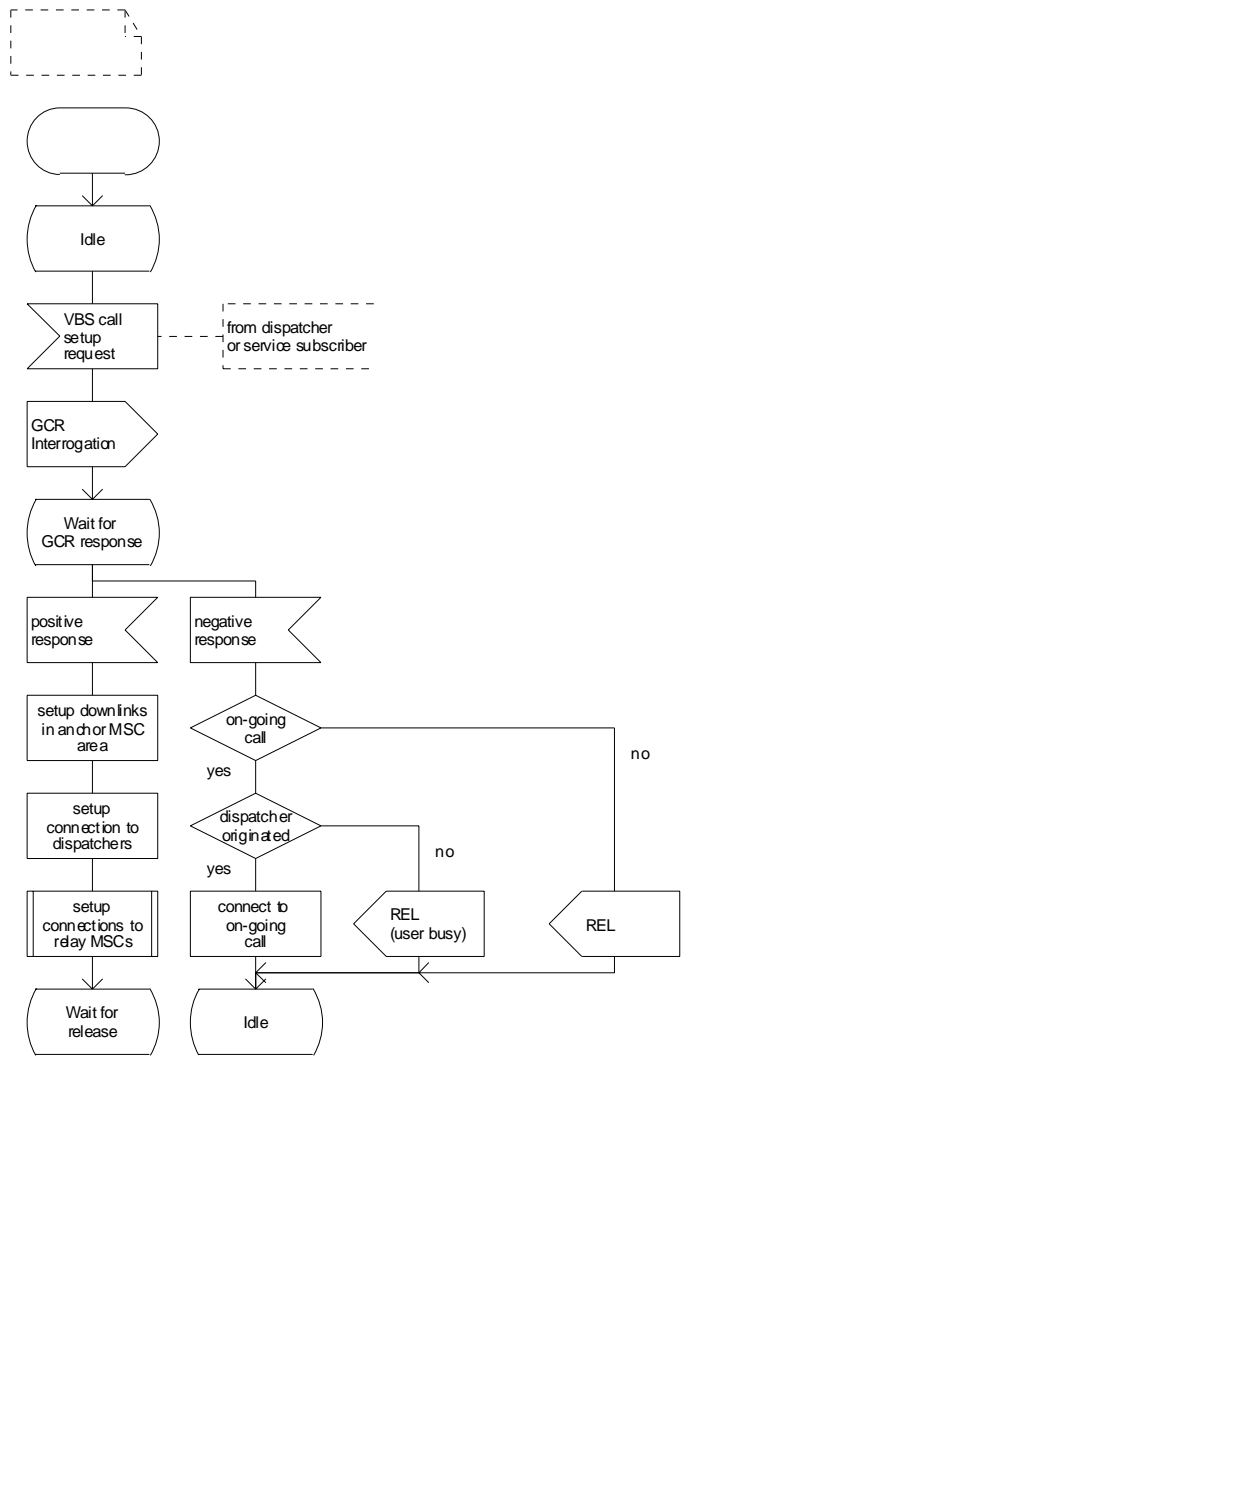 Idle
VBS call
setup
request
from dispatcher
or service subscriber
GCR
Interrogation
Wait for
GCR response
positive
response
negative
response
setup downlinks
in anchor MSC
area
on-going
call
no
yes
setup
connection to
dispatchers
dispatcher
originated
no
yes
setup
connections to
relay MSCs
connect to
on-going
call
REL
(user busy)
REL
Wait for
release
Idle